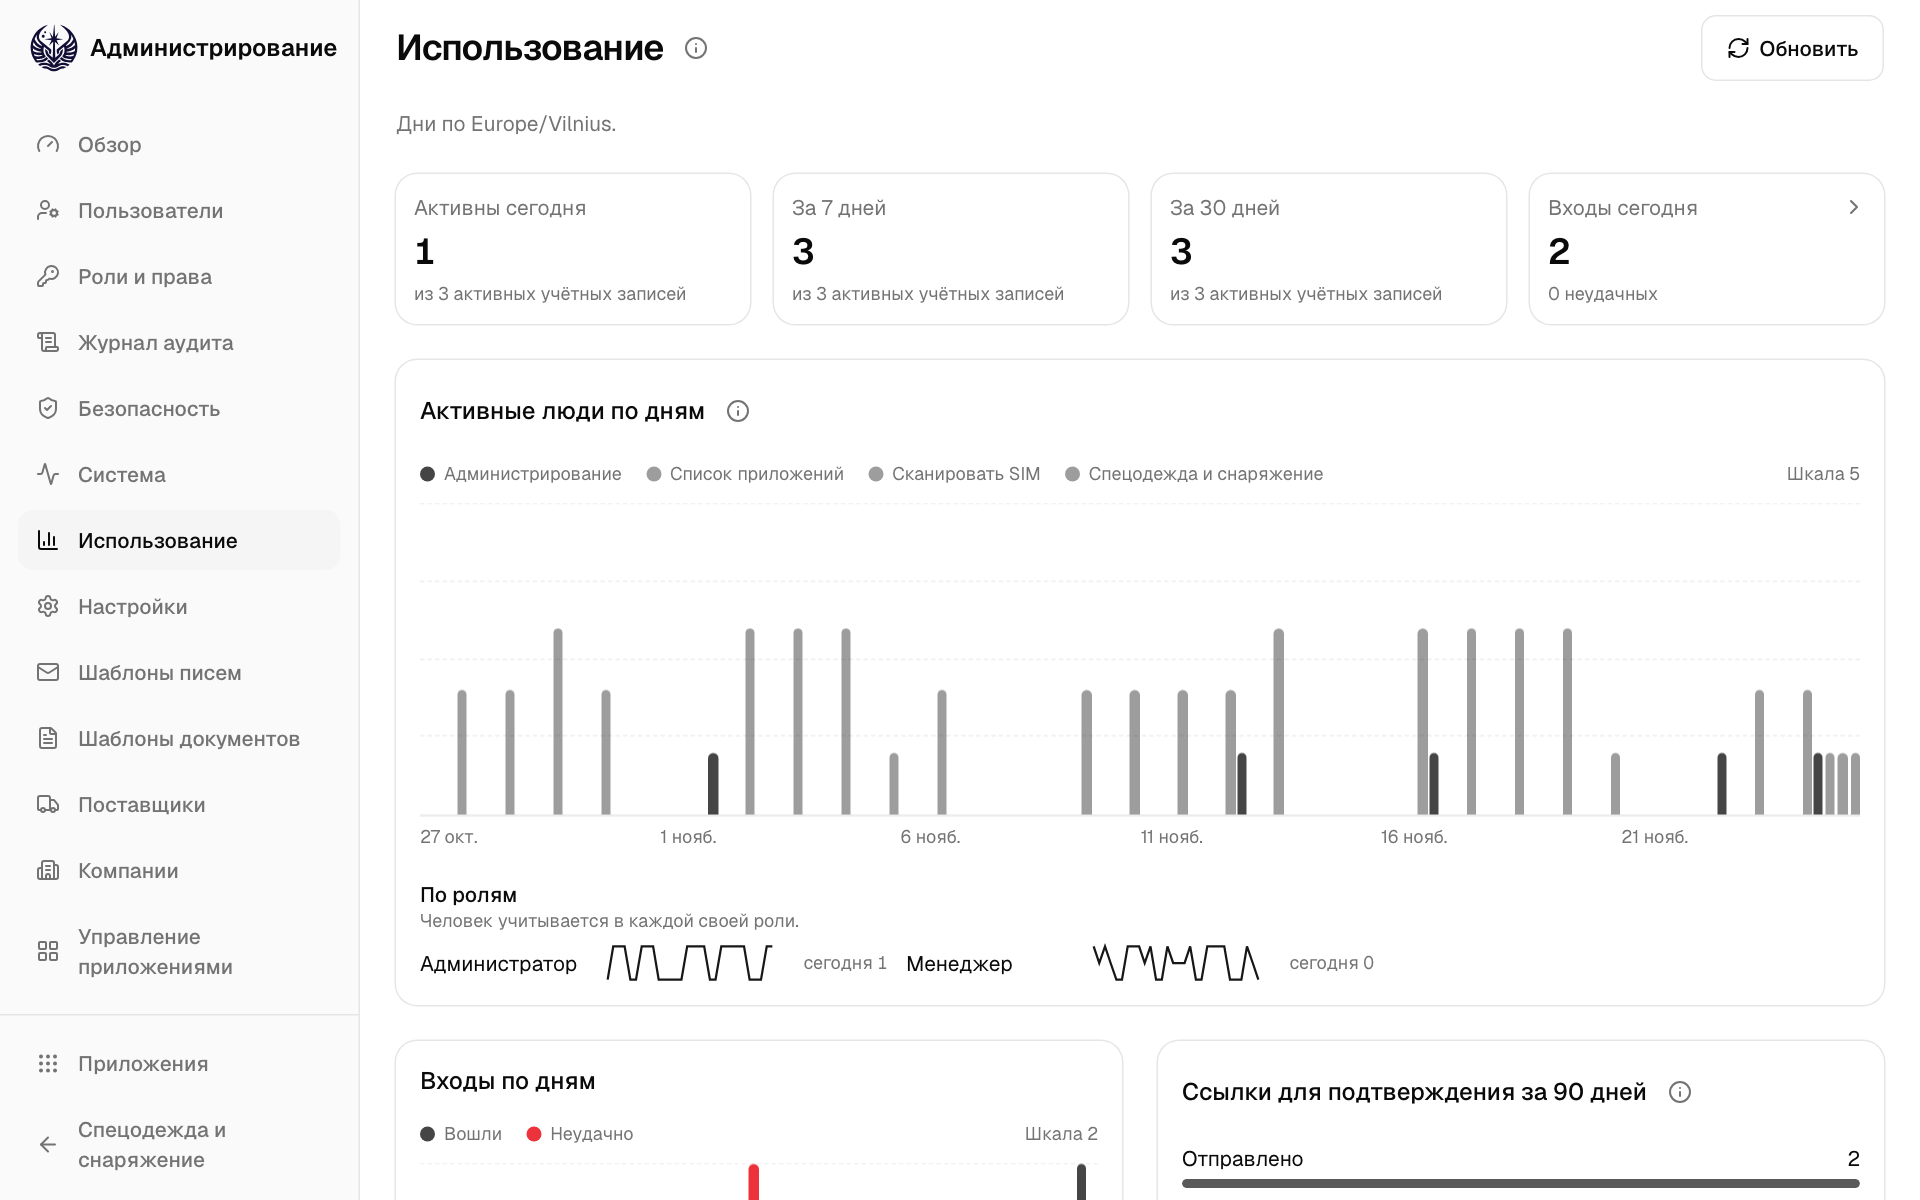 Администрирование
Обзор
Пользователи
Роли и права
Журнал аудита
Безопасность
Система
Использование
Настройки
Шаблоны писем
Шаблоны документов
Поставщики
Компании
Управление
приложениями
Приложения
Спецодежда и
снаряжение
Использование
Обновить
Дни по Europe/Vilnius.
Активны сегодня
1
из 3 активных учётных записей
За 7 дней
3
из 3 активных учётных записей
За 30 дней
3
из 3 активных учётных записей
Входы сегодня
2
0 неудачных
Активные люди по дням
Администрирование Список приложений Сканировать SIM Спецодежда и снаряжение Шкала 5
27 окт. 1 нояб. 6 нояб. 11 нояб. 16 нояб. 21 нояб.
По ролям
Человек учитывается в каждой своей роли.
Администратор сегодня 1 Менеджер сегодня 0
Входы по дням
Вошли Неудачно Шкала 2
Ссылки для подтверждения за 90 дней
Отправлено 2